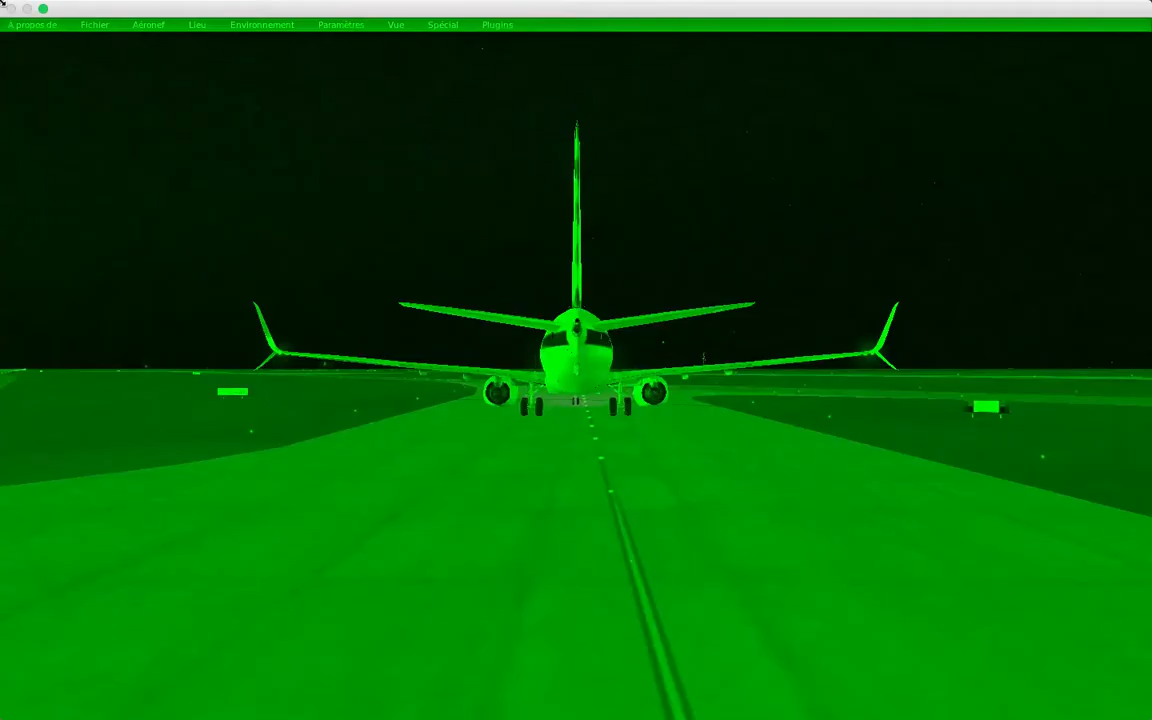 À propos de Fichier Aéronef Lieu Environnement Paramètres Vue Spécial Plugins